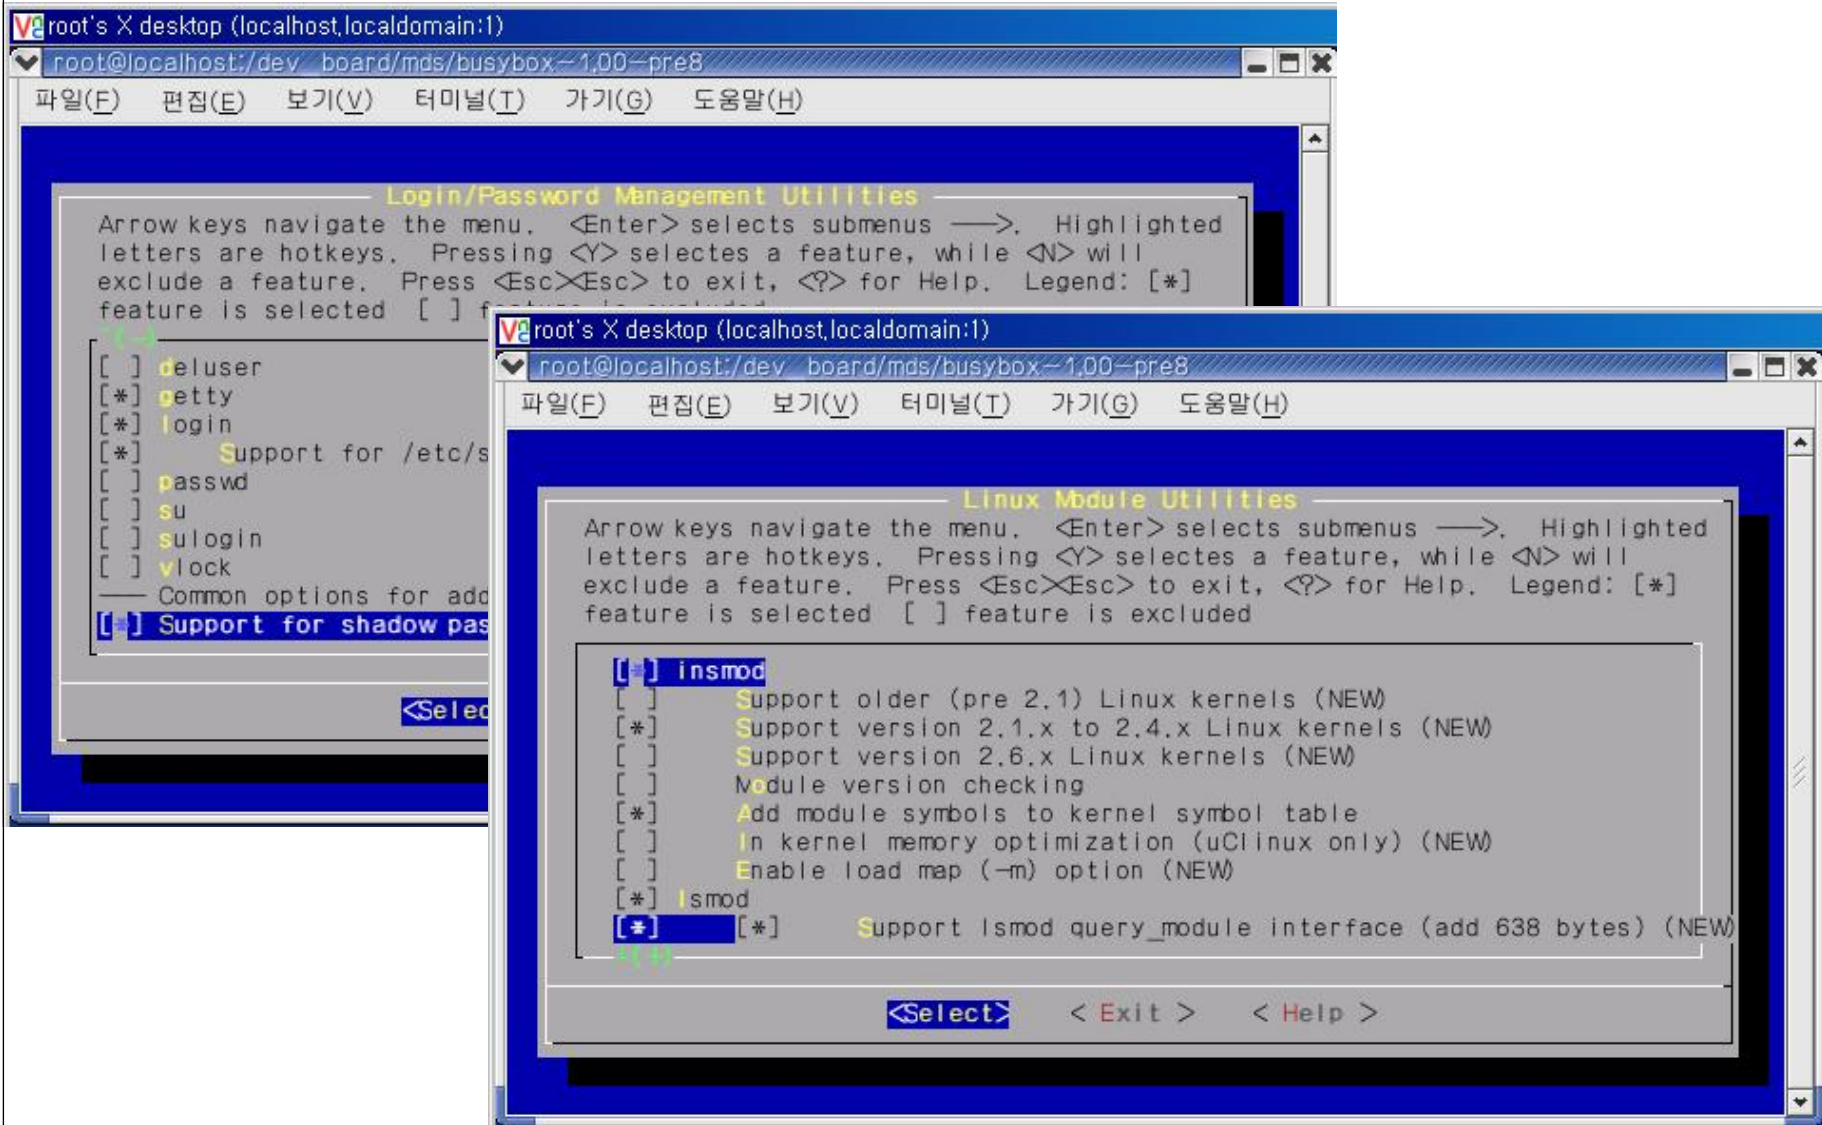 root's X desktop (localhost,localdomain:1)
root@localhost:/dev_board/mds/busybox-1,00-pre8
파일(F) 편집(E) 보기(V) 터미널(T) 가기(G) 도움말(H)
Login/Password Management Utilities
Arrow keys navigate the menu. <Enter> selects submenus --->. Highlighted
letters are hotkeys. Pressing <Y> selectes a feature, while <N> will
exclude a feature. Press <Esc><Esc> to exit, <?> for Help. Legend: [*]
feature is selected [ ] feature is excluded
^(-)
[ ] deluser
[*] getty
[*] login
[*] Support for /etc/s
[ ] passwd
[ ] su
[ ] sulogin
[ ] vlock
--- Common options for add
[*] Support for shadow pas
<Selec
root's X desktop (localhost,localdomain:1)
root@localhost:/dev_board/mds/busybox-1,00-pre8
파일(F) 편집(E) 보기(V) 터미널(T) 가기(G) 도움말(H)
Linux Module Utilities
Arrow keys navigate the menu. <Enter> selects submenus --->. Highlighted
letters are hotkeys. Pressing <Y> selectes a feature, while <N> will
exclude a feature. Press <Esc><Esc> to exit, <?> for Help. Legend: [*]
feature is selected [ ] feature is excluded
[*] insmod
[ ] Support older (pre 2.1) Linux kernels (NEW)
[*] Support version 2.1.x to 2.4.x Linux kernels (NEW)
[ ] Support version 2.6.x Linux kernels (NEW)
[ ] Module version checking
[*] Add module symbols to kernel symbol table
[ ] In kernel memory optimization (uClinux only) (NEW)
[ ] Enable load map (-m) option (NEW)
[*] lsmod
[*] [*] Support lsmod query_module interface (add 638 bytes) (NEW)
+(+)
<Select> < Exit > < Help >